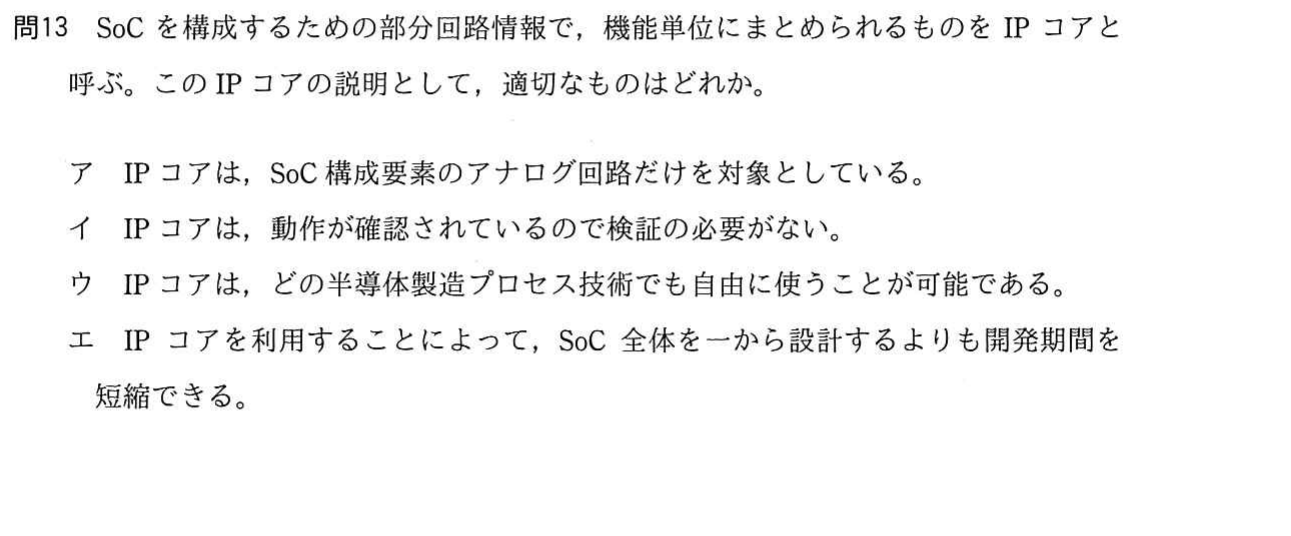 問13 SoC を構成するための部分回路情報で，機能単位にまとめられるものを IP コアと
呼ぶ。この IP コアの説明として，適切なものはどれか。
ア IP コアは，SoC 構成要素のアナログ回路だけを対象としている。
イ IP コアは，動作が確認されているので検証の必要がない。
ウ IP コアは，どの半導体製造プロセス技術でも自由に使うことが可能である。
エ IP コアを利用することによって，SoC 全体を一から設計するよりも開発期間を
短縮できる。